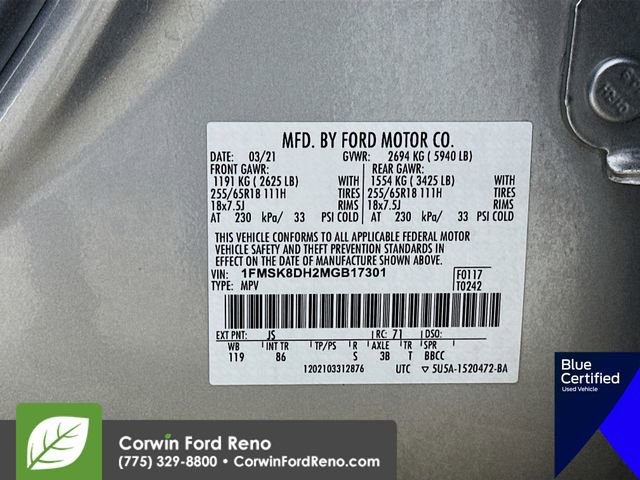 MFD. BY FORD MOTOR CO.
DATE: 03/21 GVWR: 2694 KG ( 5940 LB)
FRONT GAWR: REAR GAWR:
1191 KG ( 2625 LB) WITH 1554 KG ( 3425 LB) WITH
255/65R18 111H TIRES 255/65R18 111H TIRES
18x7.5J RIMS 18x7.5J RIMS
AT 230 kPa/ 33 PSI COLD AT 230 kPa/ 33 PSI COLD
THIS VEHICLE CONFORMS TO ALL APPLICABLE FEDERAL MOTOR
VEHICLE SAFETY AND THEFT PREVENTION STANDARDS IN
EFFECT ON THE DATE OF MANUFACTURE SHOWN ABOVE.
VIN: 1FMSK8DH2MGB17301 F0117
TYPE: MPV T0242
EXT PNT: JS RC: 71 DSO:
WB INT TR TP/PS R AXLE TR SPR
119 86 S 3B T BBCC
1202103312876 UTC ▽ 5U5A-1520472-BA
Blue
Certified
Used Vehicle
Corwin Ford Reno
(775) 329-8800 • CorwinFordReno.com